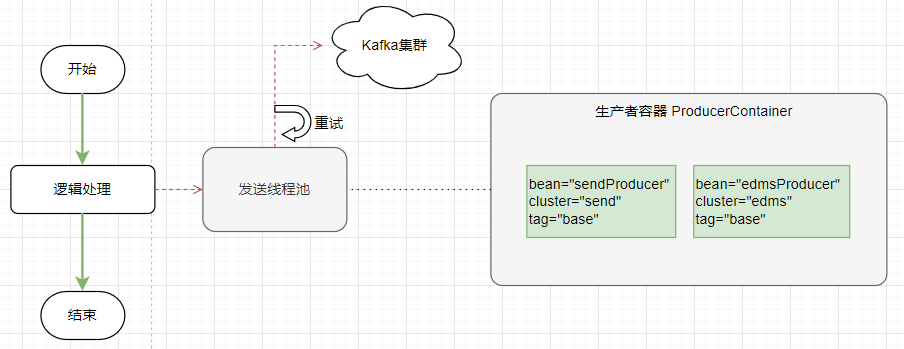 开始
Kafka集群
重试
生产者容器 ProducerContainer
逻辑处理
发送线程池
bean="sendProducer"
cluster="send"
tag="base"
bean="edmsProducer"
cluster="edms"
tag="base"
结束